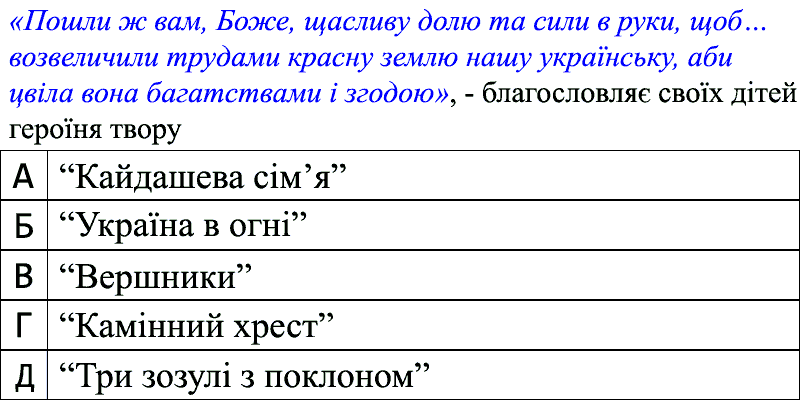 «Пошли ж вам, Боже, щасливу долю та сили в руки, щоб…
возвеличили трудами красну землю нашу українську, аби
цвіла вона багатствами і згодою», - благословляє своїх дітей
героїня твору
А “Кайдашева сім’я”
Б “Україна в огні”
В “Вершники”
Г “Камінний хрест”
Д “Три зозулі з поклоном”